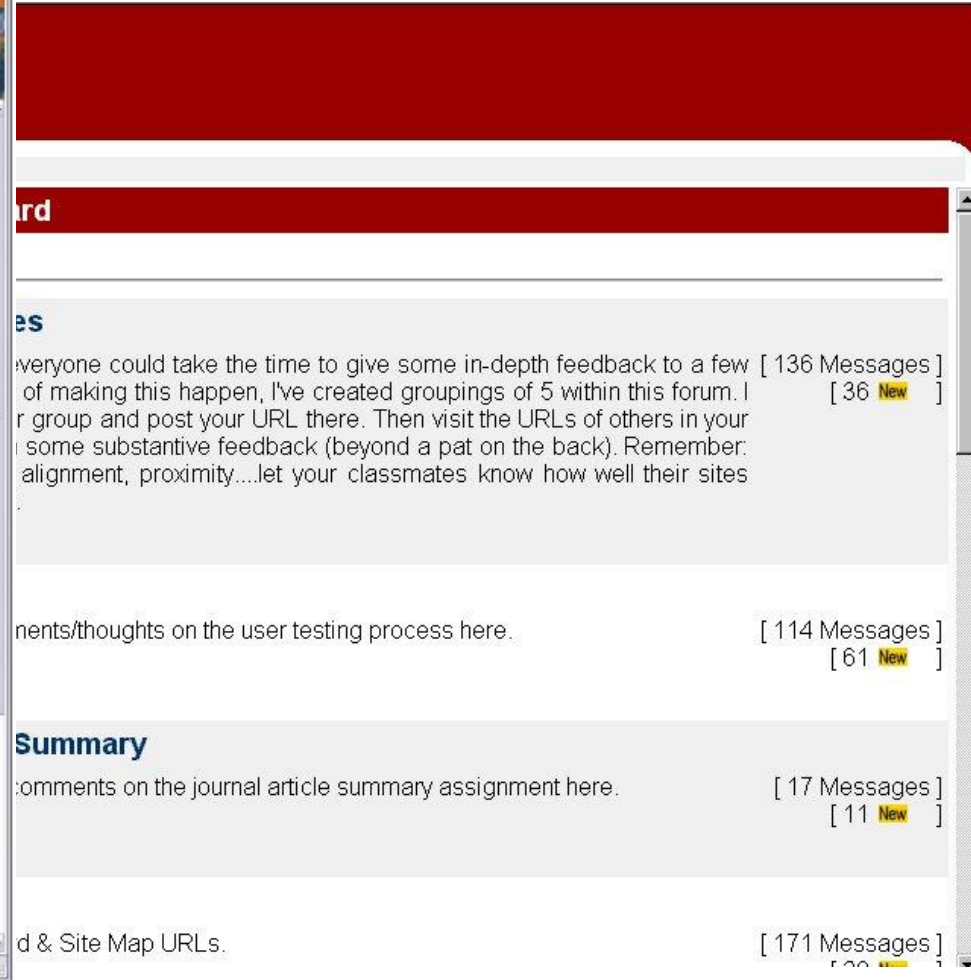 ard
es
everyone could take the time to give some in-depth feedback to a few [ 136 Messages ]
of making this happen, I've created groupings of 5 within this forum. I [ 36 New ]
r group and post your URL there. Then visit the URLs of others in your
some substantive feedback (beyond a pat on the back). Remember:
alignment, proximity....let your classmates know how well their sites
.
ments/thoughts on the user testing process here. [ 114 Messages ]
[ 61 New ]
Summary
comments on the journal article summary assignment here. [ 17 Messages ]
[ 11 New ]
d & Site Map URLs. [ 171 Messages ]